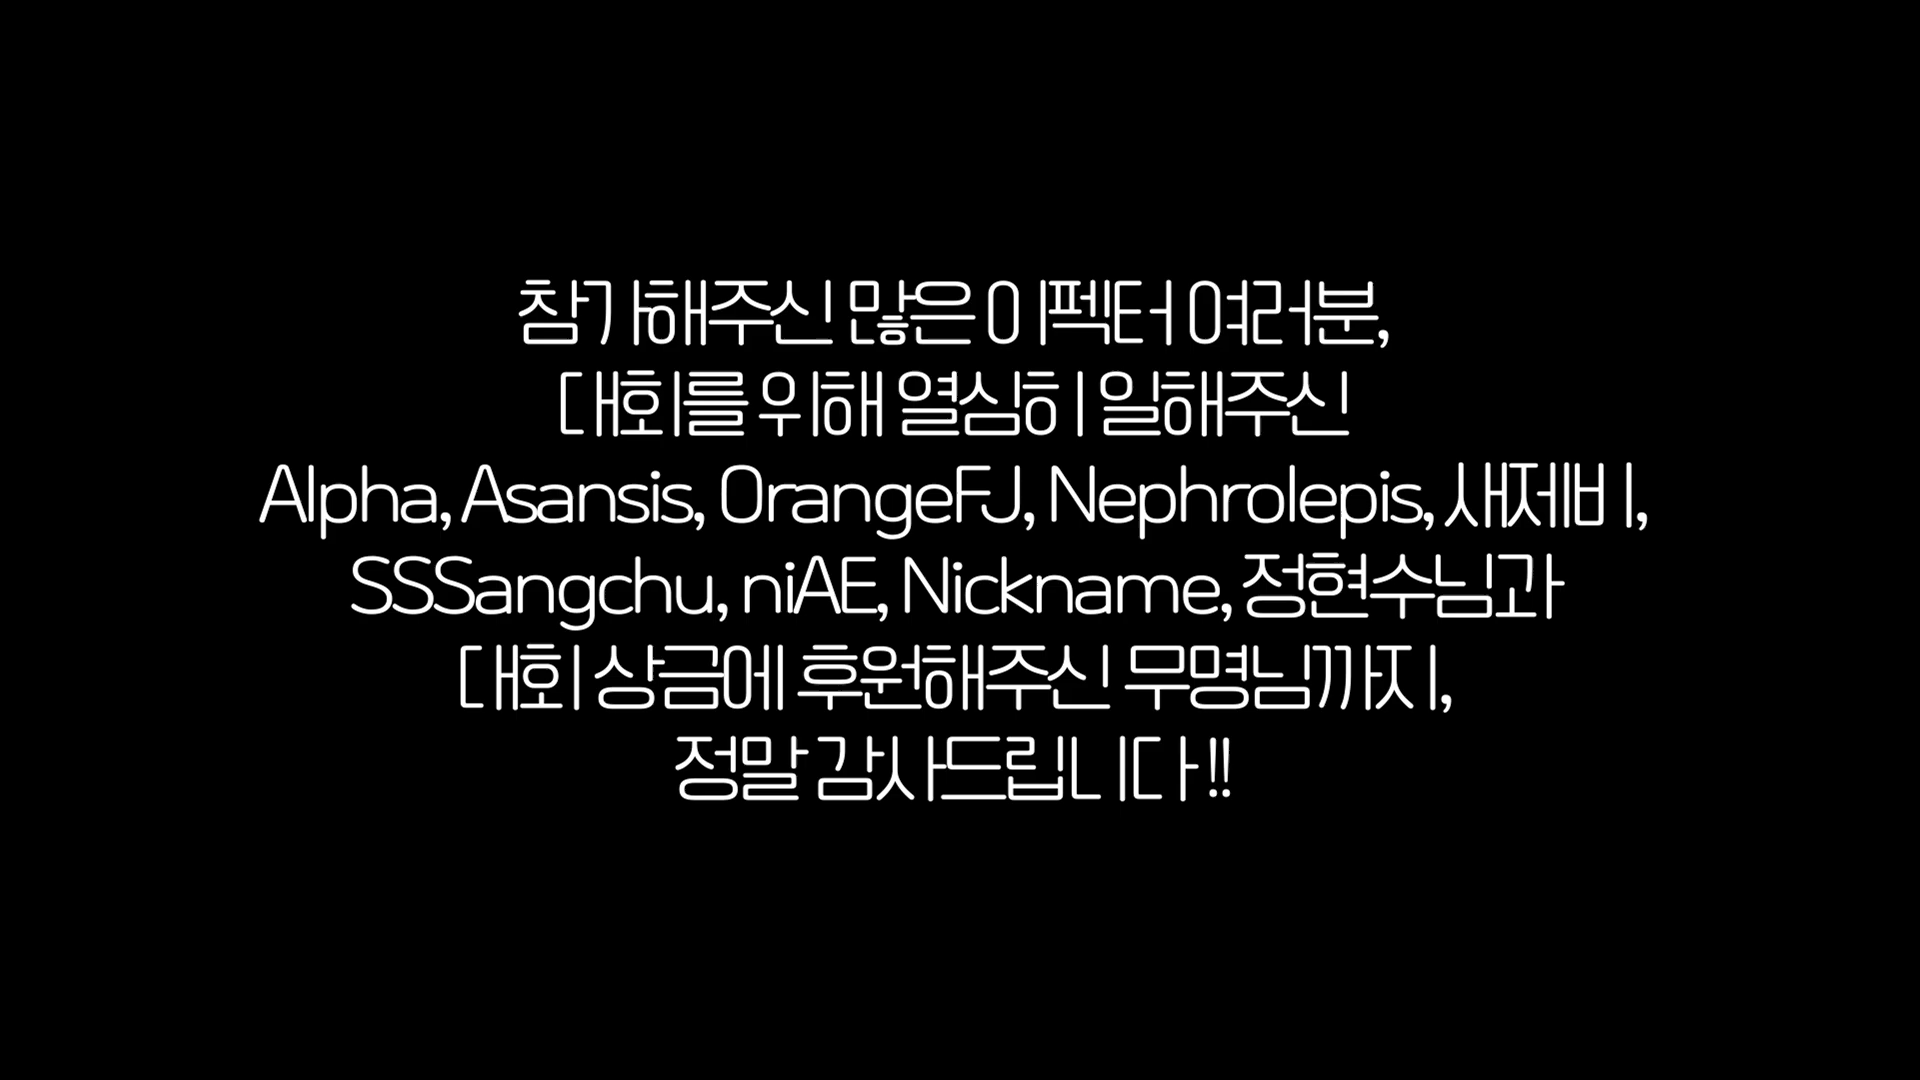 참가해주신 많은 이펙터 여러분,
대회를 위해 열심히 일해주신
Alpha, Asansis, OrangeFJ, Nephrolepis, 새제비,
SSSangchu, niAE, Nickname, 정현수님과
대회 상금에 후원해주신 무명님까지,
정말 감사드립니다!!